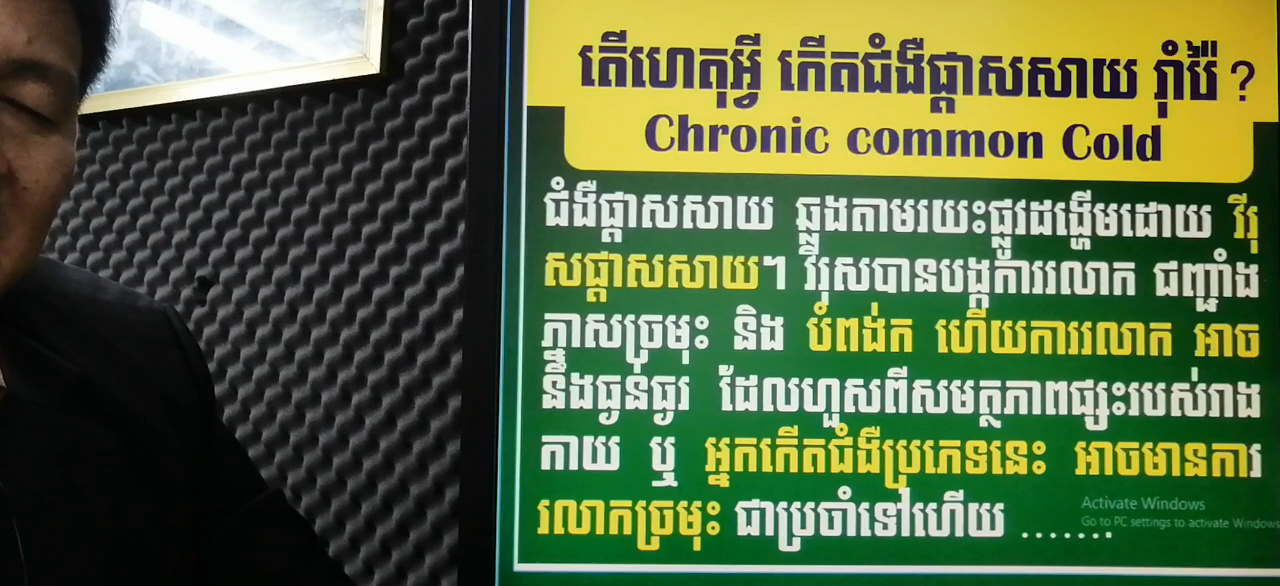 តើហេតុអ្វី កើតជំងឺផ្ដាសសាយ រ៉ាំរ៉ៃ ?
Chronic common Cold
ជំងឺផ្ដាសសាយ ឆ្លងតាមរយះផ្លូវដង្ហើមដោយ វីរុ
សផ្ដាសសាយ។ វីរុសបានបង្កការរលាក ជញ្ជាំង
ភ្នាសច្រមុះ និង បំពង់ក ហើយការរលាក អាច
នឹងធ្ងន់ធ្ងរ ដែលហួសពីសមត្ថភាពផ្សះរបស់រាង
កាយ ឬ អ្នកកើតជំងឺប្រភេទនេះ អាចមានការ
រលាកច្រមុះ ជាប្រចាំទៅហើយ .......
Activate Windows
Go to PC settings to activate Windows